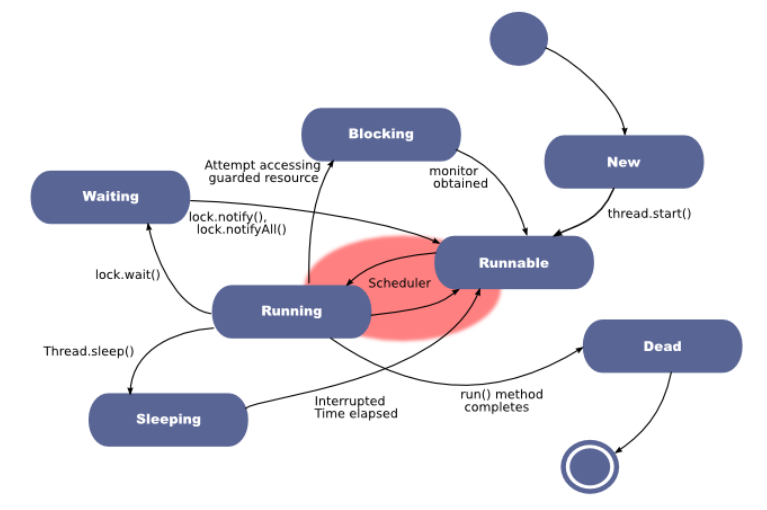 Blocking
Attempt accessing
guarded resource
monitor
obtained
New
Waiting
lock.notify(),
lock.notifyAll()
thread.start()
Runnable
lock.wait()
Scheduler
Running
Thread.sleep()
Dead
Interrupted
Time elapsed
run() method
completes
Sleeping